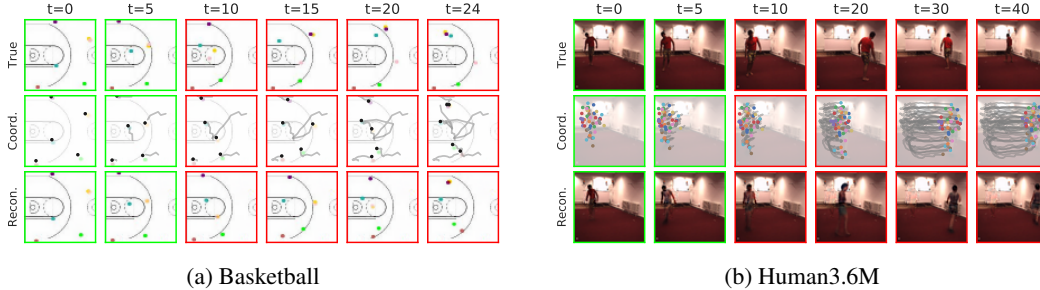 t=0 t=5 t=10 t=15 t=20 t=24
True
Coord.
Recon.
(a) Basketball
t=0 t=5 t=10 t=20 t=30 t=40
True
Coord.
Recon.
(b) Human3.6M